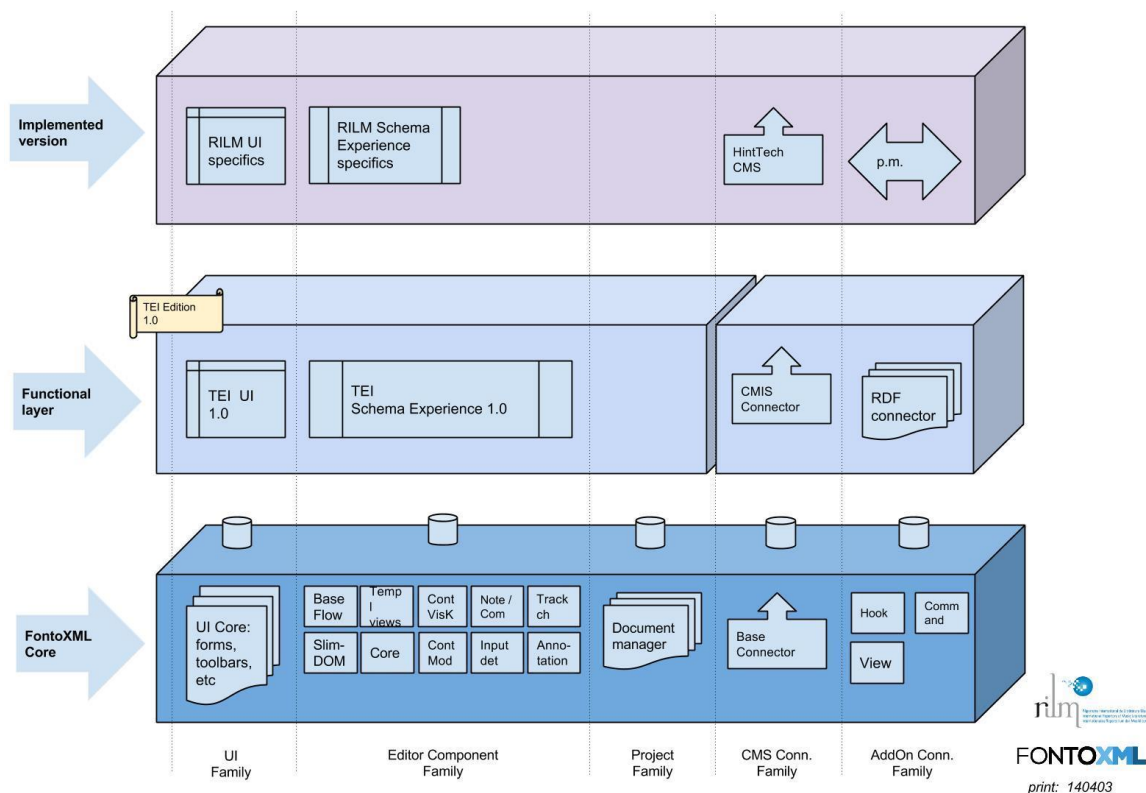 Implemented
version
RILM UI
specifics
RILM Schema
Experience
specifics
HintTech
CMS
p.m.
TEI Edition
1.0
Functional
layer
TEI UI
1.0
TEI
Schema Experience 1.0
CMIS
Connector
RDF
connector
FontoXML
Core
UI Core:
forms,
toolbars,
etc
Base
Flow
Templ
views
Cont
VisK
Note /
Com
Track
ch
Slim-
DOM
Core
Cont
Mod
Input
det
Anno-
tation
Document
manager
Base
Connector
Hook
Comm
and
View
UI
Family
Editor Component
Family
Project
Family
CMS Conn.
Family
AddOn Conn.
Family
rilm
FONTOXML
print: 140403